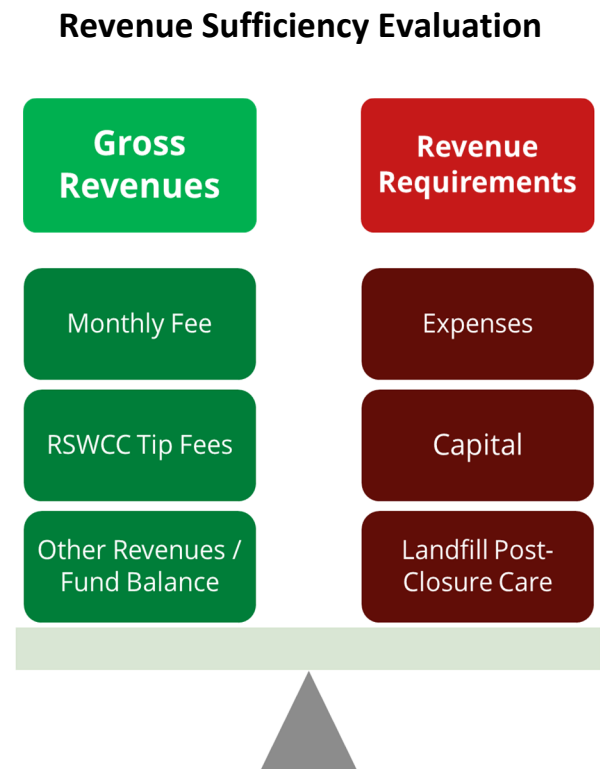 Revenue Sufficiency Evaluation
Gross
Revenues
Revenue
Requirements
Monthly Fee
Expenses
RSWCC Tip Fees
Capital
Other Revenues /
Fund Balance
Landfill Post-
Closure Care